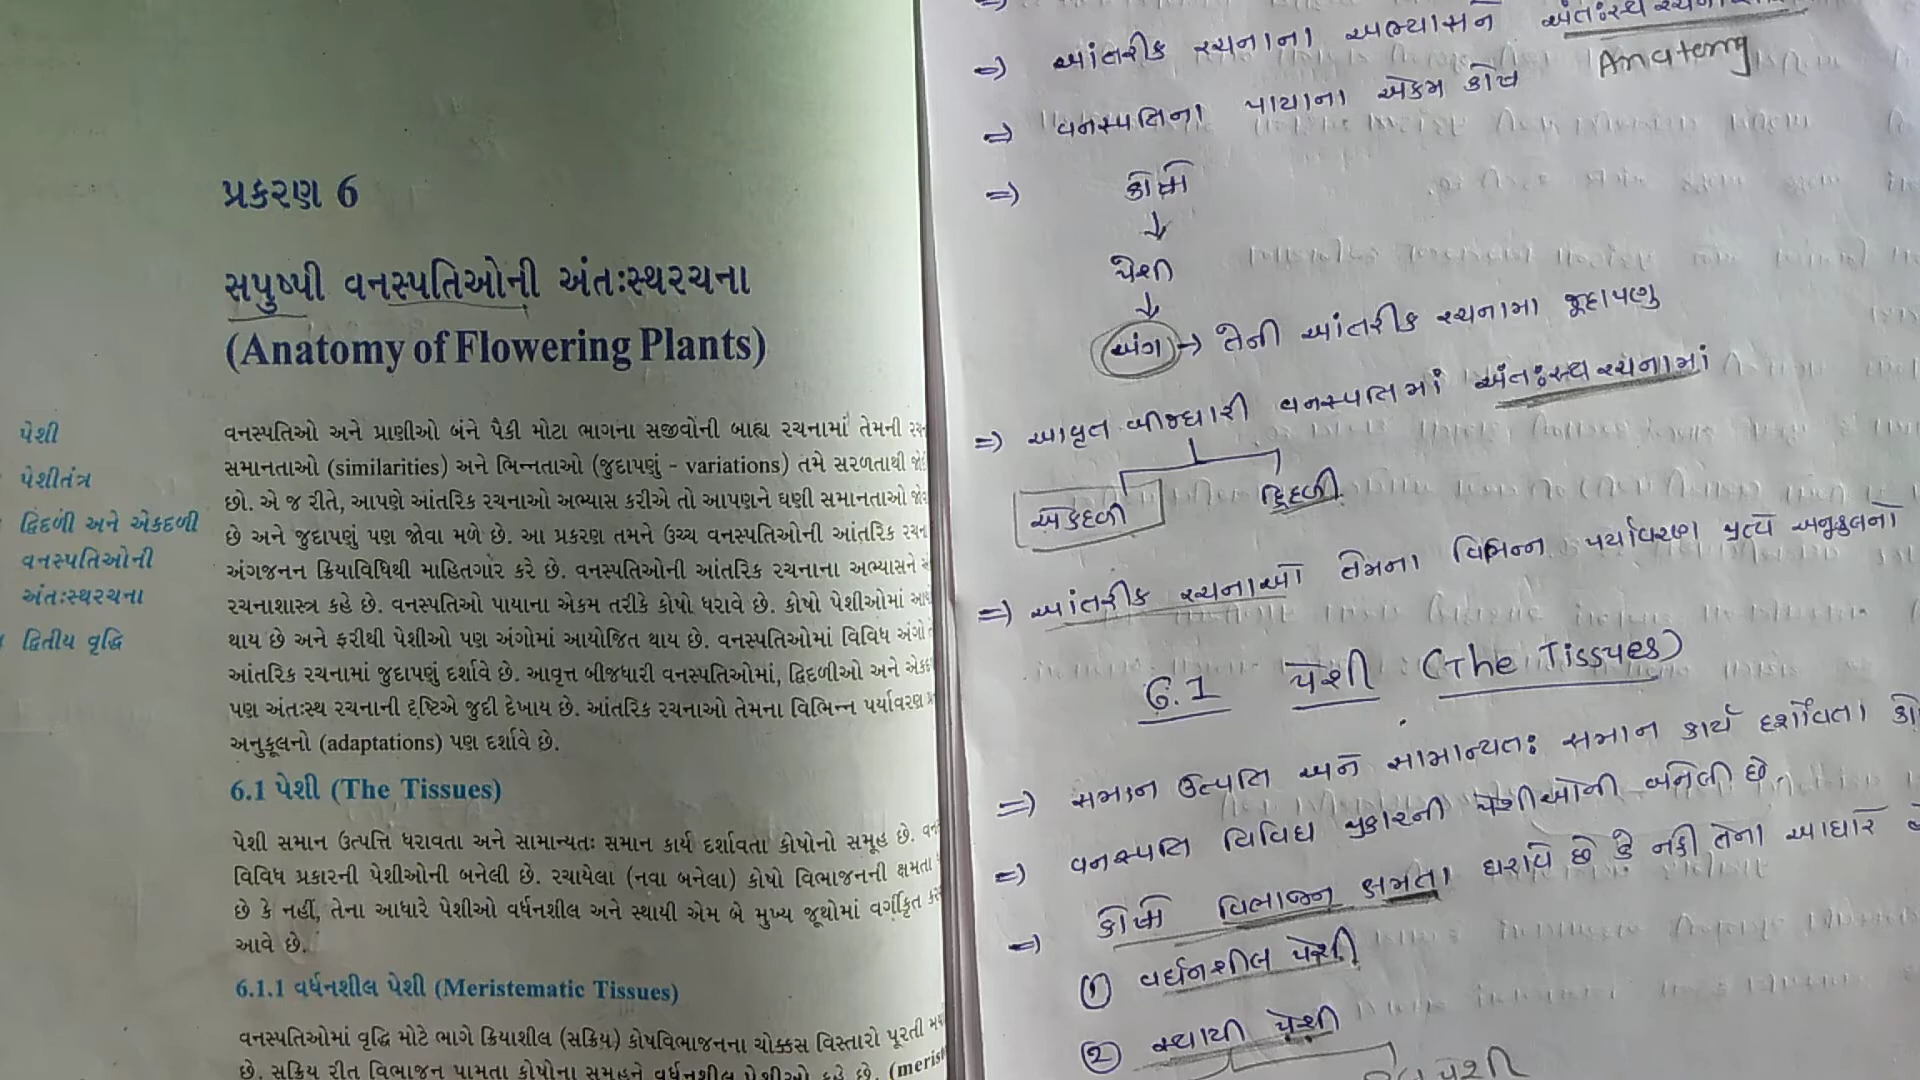 પ્રકરણ 6
સપુષ્પી વનસ્પતિઓની અંતઃસ્થરચના
(Anatomy of Flowering Plants)
પેશી
પેશીતંત્ર
દ્વિદળી અને એકદળી
વનસ્પતિઓની
અંતઃસ્થરચના
દ્વિતીય વૃદ્ધિ
વનસ્પતિઓ અને પ્રાણીઓ બંને પૈકી મોટા ભાગના સજીવોની બાહ્ય રચનામાં તેમની
સમાનતાઓ (similarities) અને ભિન્નતાઓ (જુદાપણું - variations) તમે સરળતાથી
છો. એ જ રીતે, આપણે આંતરિક રચનાઓ અભ્યાસ કરીએ તો આપણને ઘણી સમાનતાઓ
છે અને જુદાપણું પણ જોવા મળે છે. આ પ્રકરણ તમને ઉચ્ચ વનસ્પતિઓની આંતરિક
અંગજનન ક્રિયાવિધિથી માહિતગાર કરે છે. વનસ્પતિઓની આંતરિક રચનાના અભ્યાસને
રચનાશાસ્ત્ર કહે છે. વનસ્પતિઓ પાયાના એકમ તરીકે કોષો ધરાવે છે. કોષો પેશીઓમાં
થાય છે અને ફરીથી પેશીઓ પણ અંગોમાં આયોજિત થાય છે. વનસ્પતિઓમાં વિવિધ અંગો
આંતરિક રચનામાં જુદાપણું દર્શાવે છે. આવૃત્ત બીજધારી વનસ્પતિઓમાં, દ્વિદળીઓ અને
પણ અંતઃસ્થ રચનાની દૃષ્ટિએ જુદી દેખાય છે. આંતરિક રચનાઓ તેમના વિભિન્ન પર્યાવરણ
અનુકૂલનો (adaptations) પણ દર્શાવે છે.
6.1 પેશી (The Tissues)
પેશી સમાન ઉત્પત્તિ ધરાવતા અને સામાન્યતઃ સમાન કાર્ય દર્શાવતા કોષોનો સમૂહ છે.
વિવિધ પ્રકારની પેશીઓની બનેલી છે. રચાયેલા (નવા બનેલા) કોષો વિભાજનની ક્ષમતા
છે કે નહીં, તેના આધારે પેશીઓ વર્ધનશીલ અને સ્થાયી એમ બે મુખ્ય જૂથોમાં વર્ગીકૃત
આવે છે.
6.1.1 વર્ધનશીલ પેશી (Meristematic Tissues)
વનસ્પતિઓમાં વૃદ્ધિ મોટે ભાગે ક્રિયાશીલ (સક્રિય) કોષવિભાજનના ચોક્કસ વિસ્તારો પૂરતી
છે. સક્રિય રીત વિભાજન પામતા કોષોના સમૂહને વર્ધનશીલ પેશીઓ કહે છે.
=> આંતરીક રચનાના અભ્યાસને
Anatomy
=> વનસ્પતિના પાયાના એકમ કોષ
=> કોષો
↓
પેશી
↓
અંગ → તેની આંતરીક રચનામા જૂદાપણુ
=> આવૃત બીજધારી વનસ્પતિમાં અંતઃસ્થ રચનામાં
એકદળી દ્વિદળી
=> આંતરીક રચનાઓ તેમના વિભિન્ન પર્યાવરણ પ્રત્યે અનુકુલનો
6.1 પેશી (The Tissues)
=> સમાન ઉત્પતિ અને સામાન્યતઃ સમાન કાર્ય દર્શાવતા
=> વનસ્પતિ વિવિધ પ્રકારની પેશીઓની બનેલી છે.
=> કોષો વિભાજન ક્ષમતા ધરાવે છે કે નહી તેના આધારે
① વર્ધનશીલ પેશી
② સ્થાયી પેશી